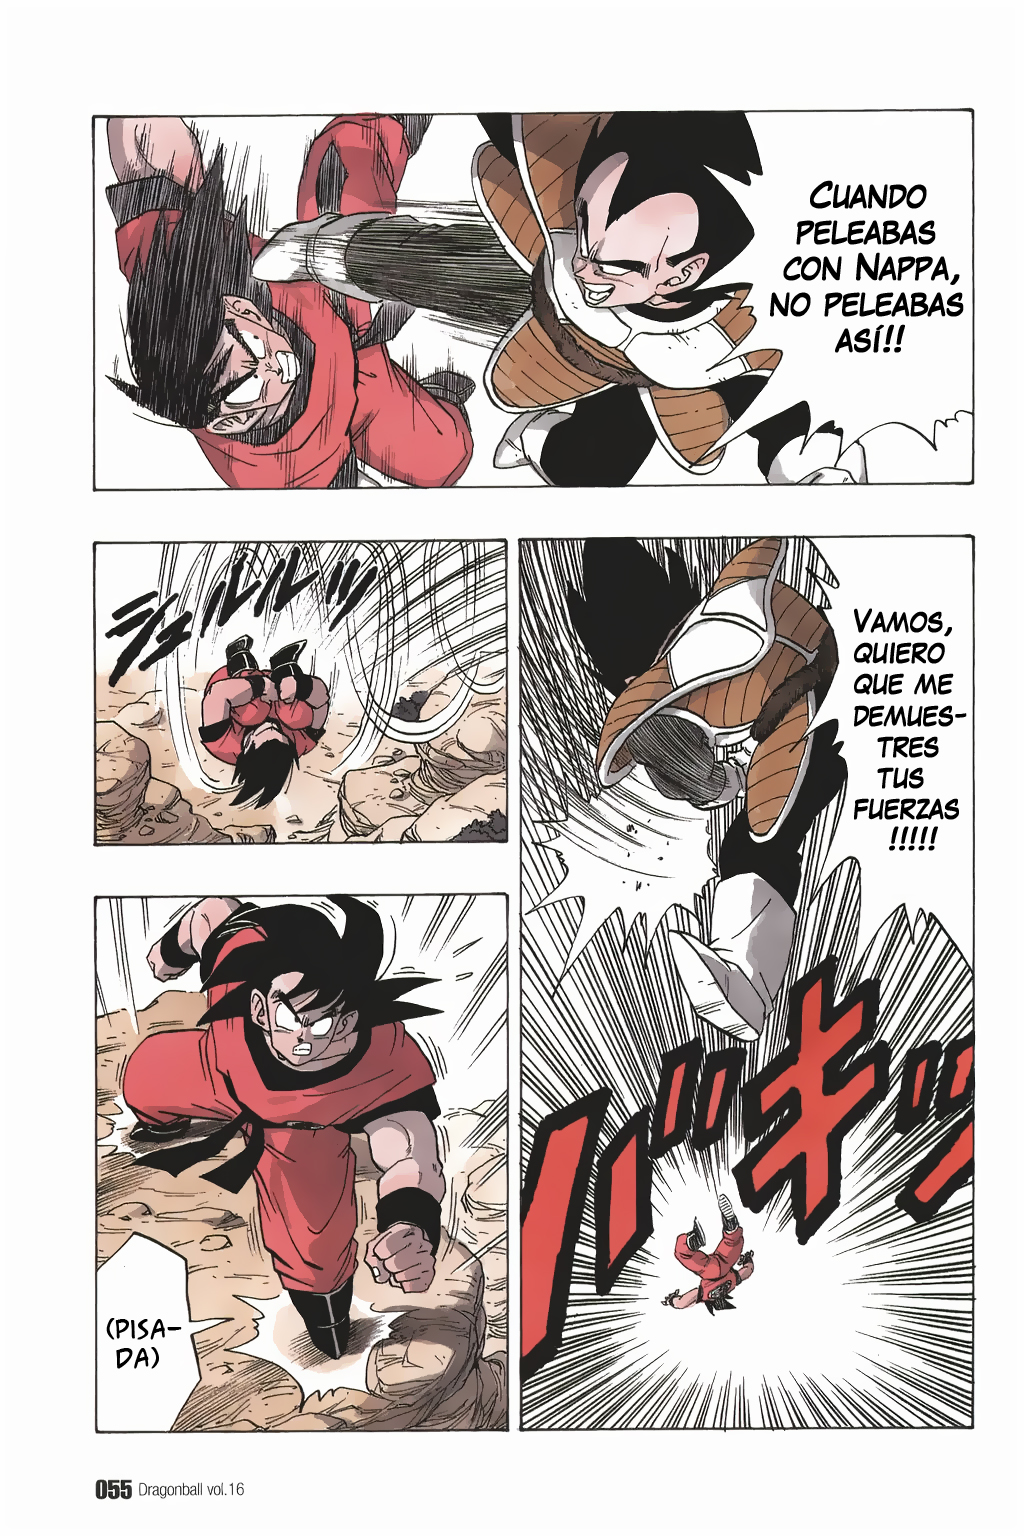 CUANDO
PELEABAS
CON NAPPA,
NO PELEABAS
ASÍ!!
VAMOS,
QUIERO
QUE ME
DEMUES-
TRES
TUS
FUERZAS
!!!!!
バキッ
シュルルルッ
(PISA-
DA)
055 Dragonball vol.16